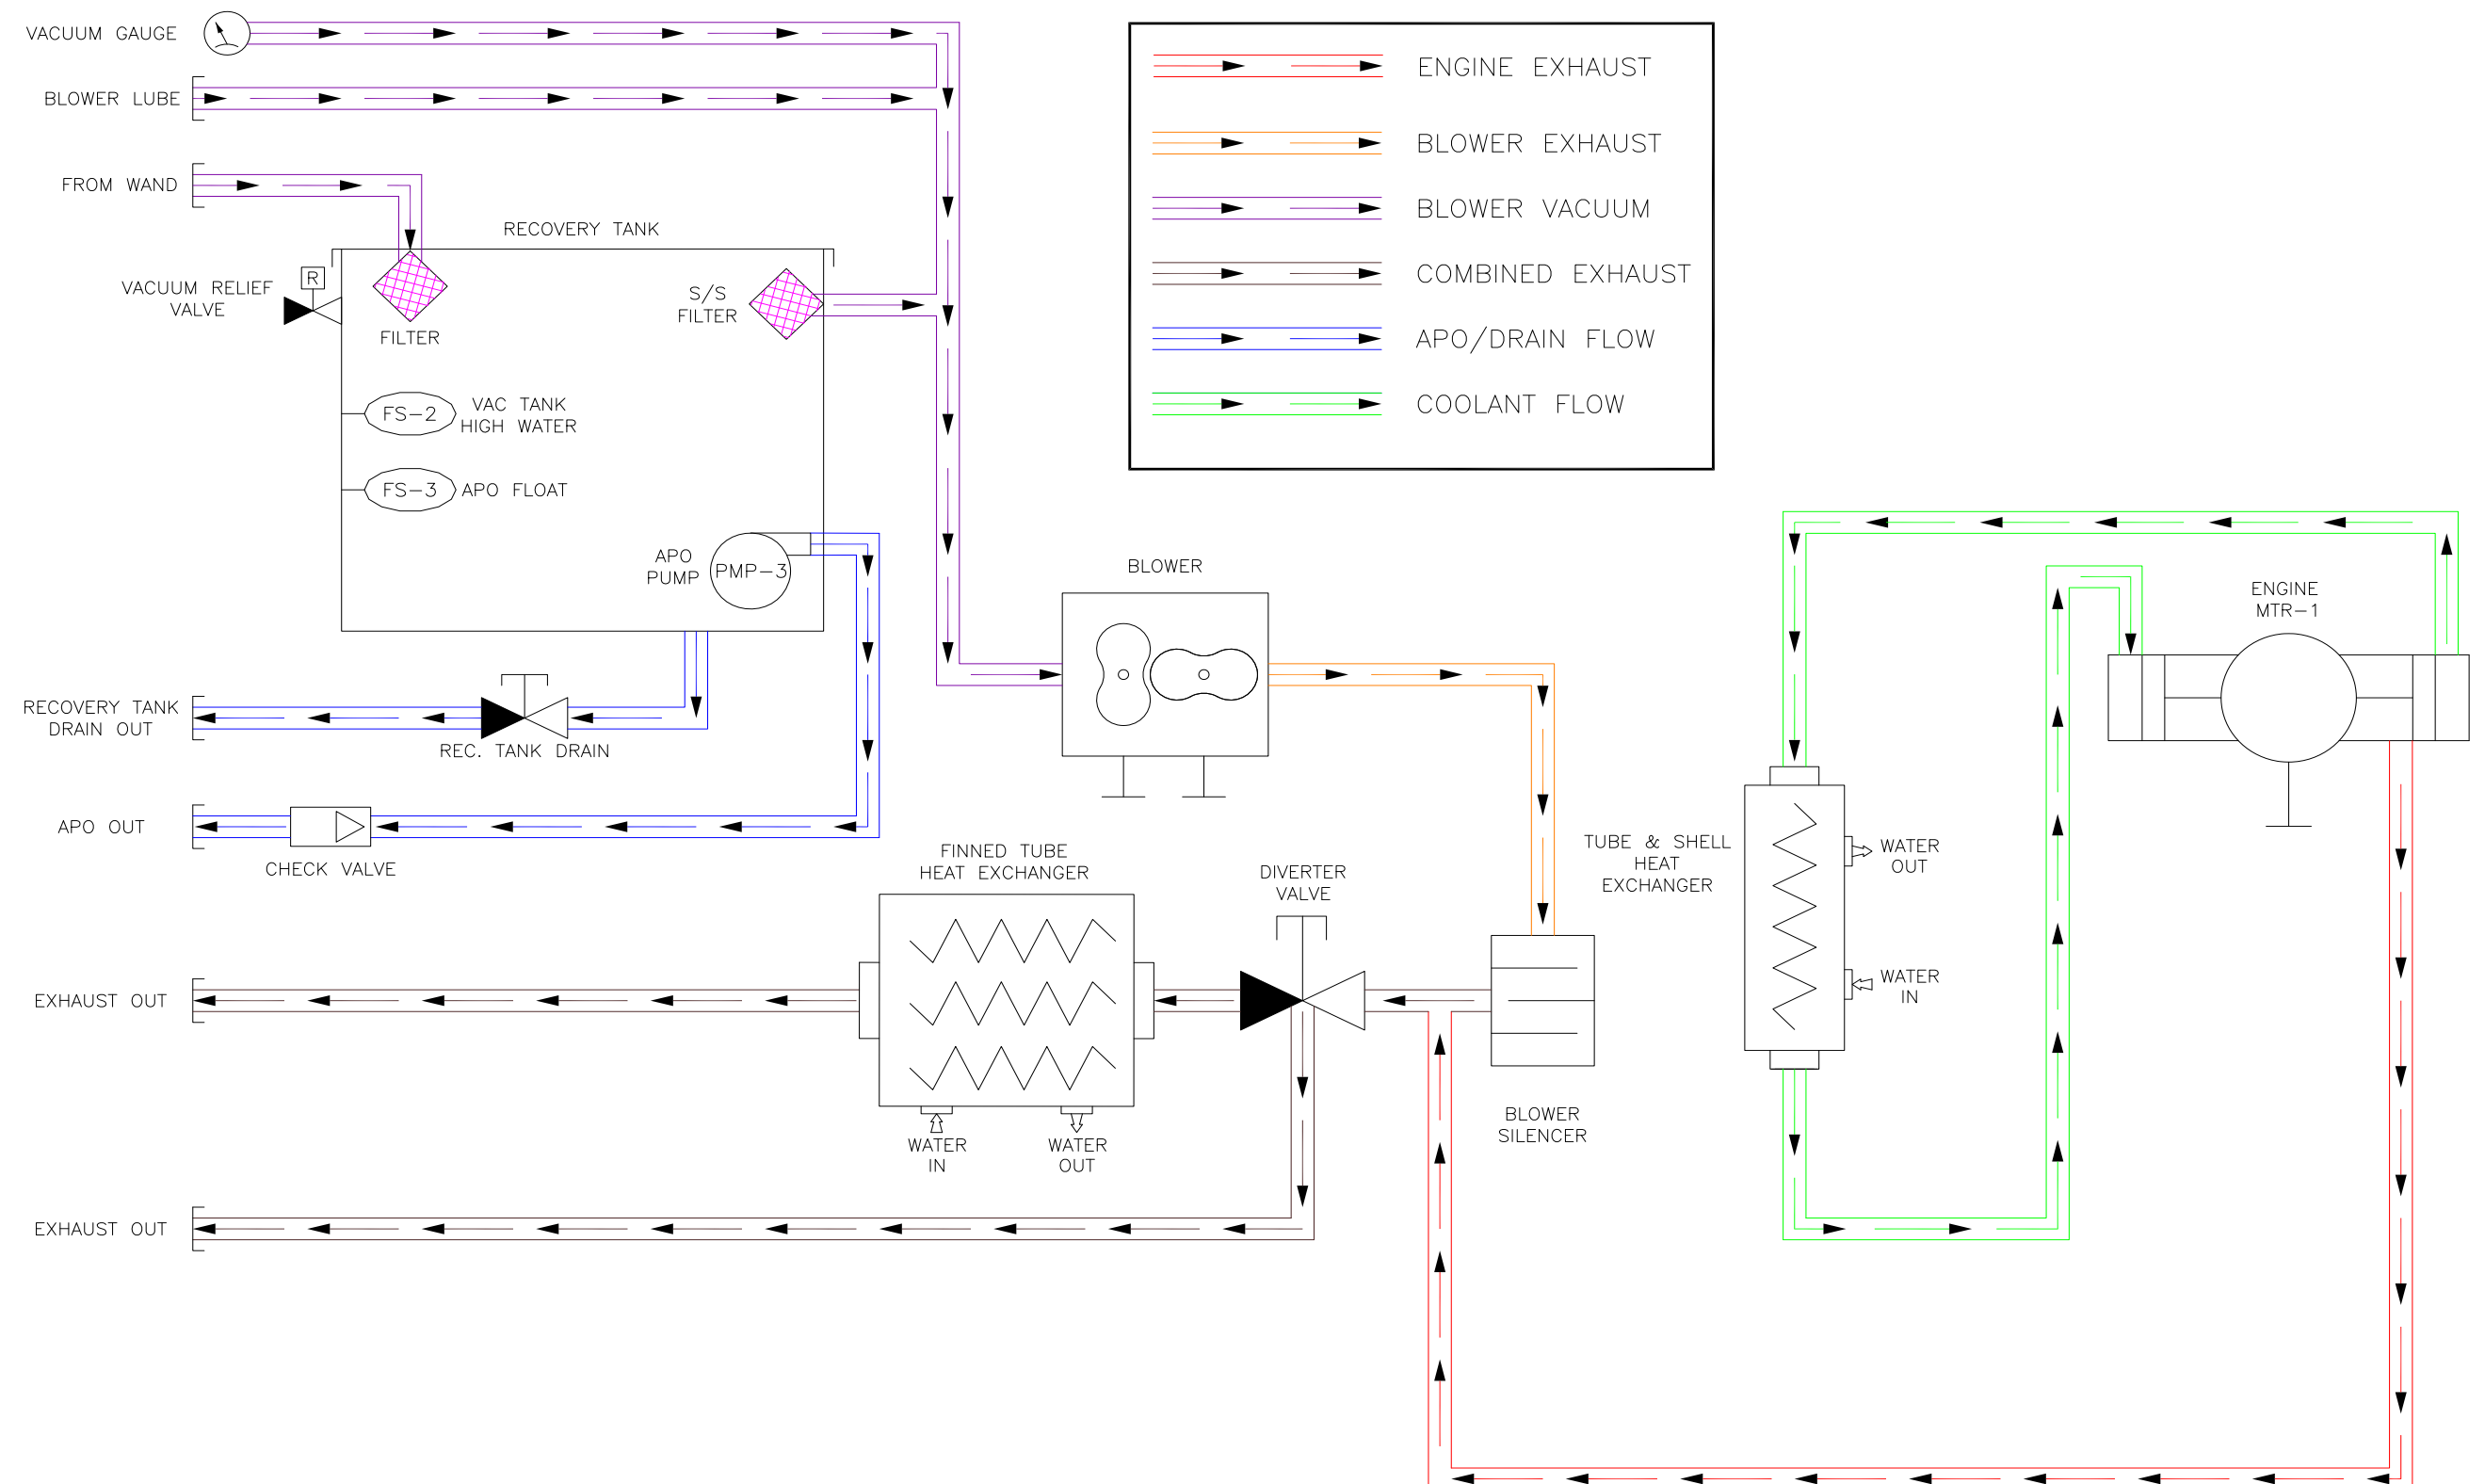 VACUUM GAUGE
BLOWER LUBE
FROM WAND
RECOVERY TANK
R
VACUUM RELIEF
VALVE
FILTER
S/S
FILTER
FS-2
VAC TANK
HIGH WATER
FS-3
APO FLOAT
APO
PUMP
PMP-3
RECOVERY TANK
DRAIN OUT
REC. TANK DRAIN
APO OUT
CHECK VALVE
ENGINE EXHAUST
BLOWER EXHAUST
BLOWER VACUUM
COMBINED EXHAUST
APO/DRAIN FLOW
COOLANT FLOW
BLOWER
ENGINE
MTR-1
FINNED TUBE
HEAT EXCHANGER
DIVERTER
VALVE
TUBE & SHELL
HEAT
EXCHANGER
WATER
OUT
WATER
IN
EXHAUST OUT
BLOWER
SILENCER
WATER
IN
WATER
OUT
EXHAUST OUT